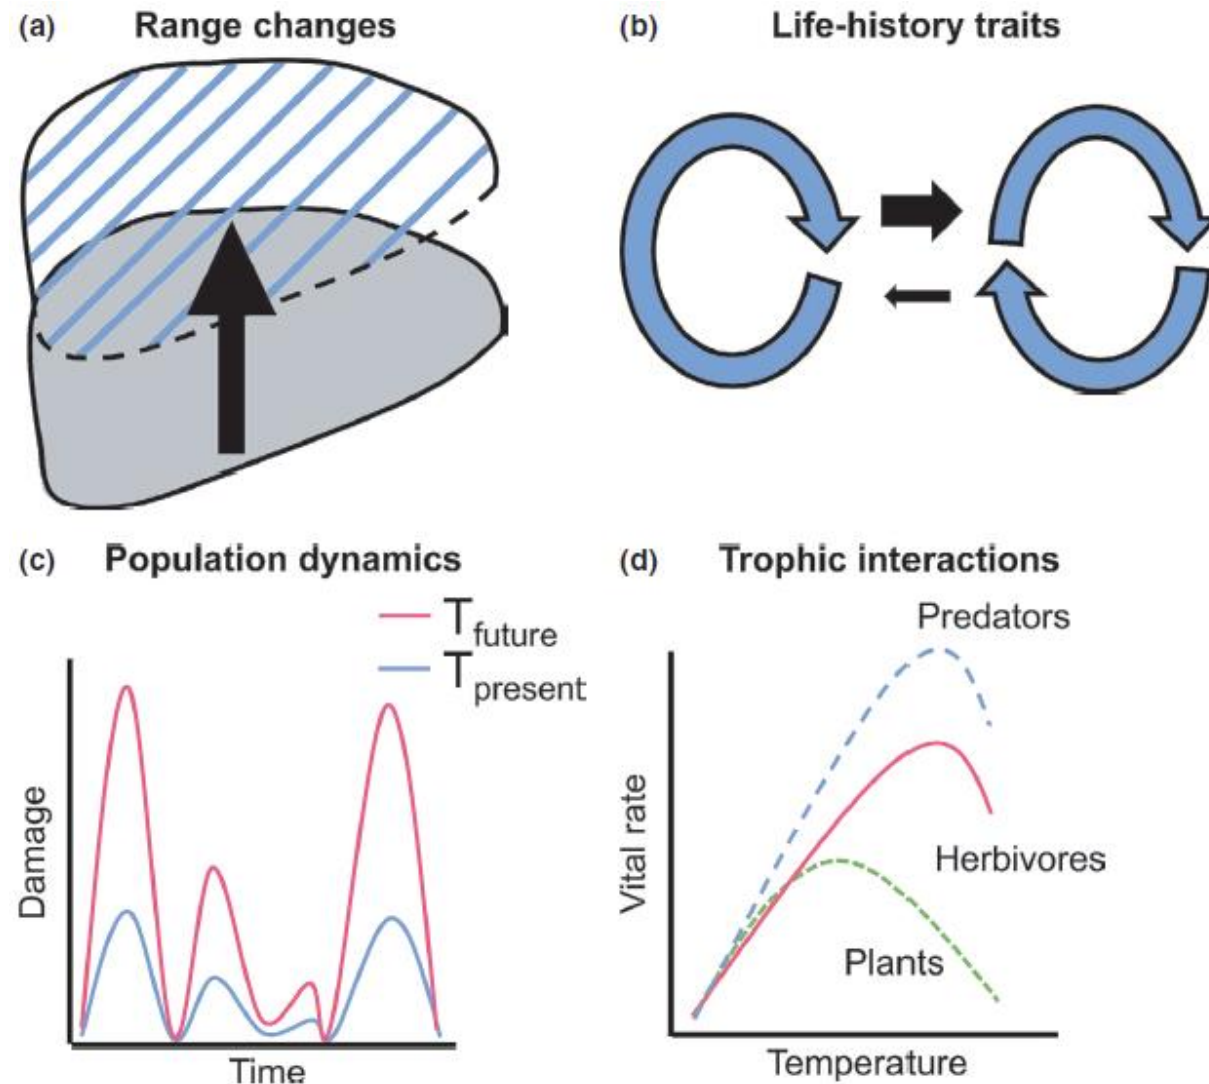 (a) Range changes
(b) Life-history traits
(c) Population dynamics
T future
T present
Damage
Time
(d) Trophic interactions
Predators
Herbivores
Plants
Vital rate
Temperature